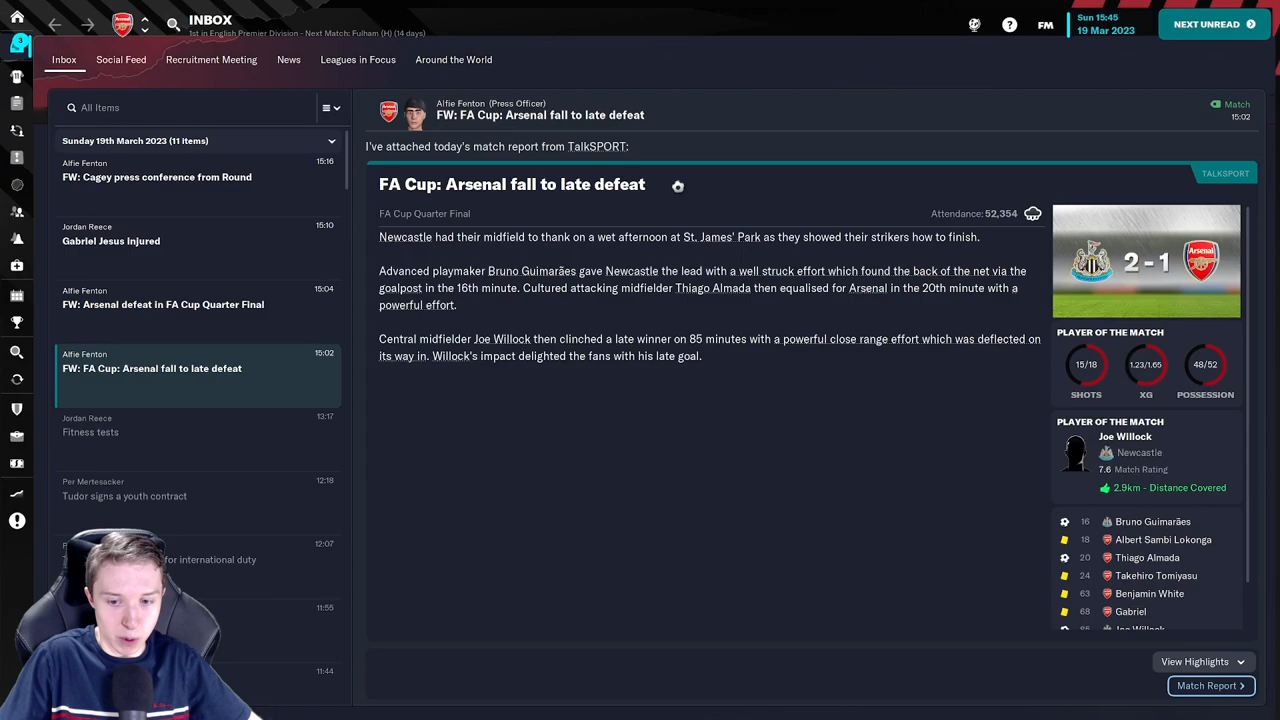 INBOX
1st in English Premier Division - Next Match: Fulham (H) (14 days)
FM
Sun 15:45
19 Mar 2023
NEXT UNREAD
3
Inbox
Social Feed
Recruitment Meeting
News
Leagues in Focus
Around the World
All Items
Sunday 19th March 2023 (11 Items)
Alfie Fenton
15:16
FW: Cagey press conference from Round
Jordan Reece
15:10
Gabriel Jesus Injured
Alfie Fenton
15:04
FW: Arsenal defeat in FA Cup Quarter Final
Alfie Fenton
15:02
FW: FA Cup: Arsenal fall to late defeat
Jordan Reece
13:17
Fitness tests
Per Mertesacker
12:18
Tudor signs a youth contract
12:07
for international duty
11:55
11:44
Alfie Fenton (Press Officer)
FW: FA Cup: Arsenal fall to late defeat
Match
15:02
I've attached today's match report from TalkSPORT:
TALKSPORT
FA Cup: Arsenal fall to late defeat
FA Cup Quarter Final
Attendance: 52,354
Newcastle had their midfield to thank on a wet afternoon at St. James' Park as they showed their strikers how to finish.
Advanced playmaker Bruno Guimarães gave Newcastle the lead with a well struck effort which found the back of the net via the
goalpost in the 16th minute. Cultured attacking midfielder Thiago Almada then equalised for Arsenal in the 20th minute with a
powerful effort.
Central midfielder Joe Willock then clinched a late winner on 85 minutes with a powerful close range effort which was deflected on
its way in. Willock's impact delighted the fans with his late goal.
2 - 1
Arsenal
PLAYER OF THE MATCH
15/18
1.23/1.65
48/52
SHOTS
XG
POSSESSION
PLAYER OF THE MATCH
Joe Willock
Newcastle
7.6 Match Rating
2.9km - Distance Covered
16 Bruno Guimarães
18 Albert Sambi Lokonga
20 Thiago Almada
24 Takehiro Tomiyasu
63 Benjamin White
68 Gabriel
85 Joe Willock
View Highlights
Match Report